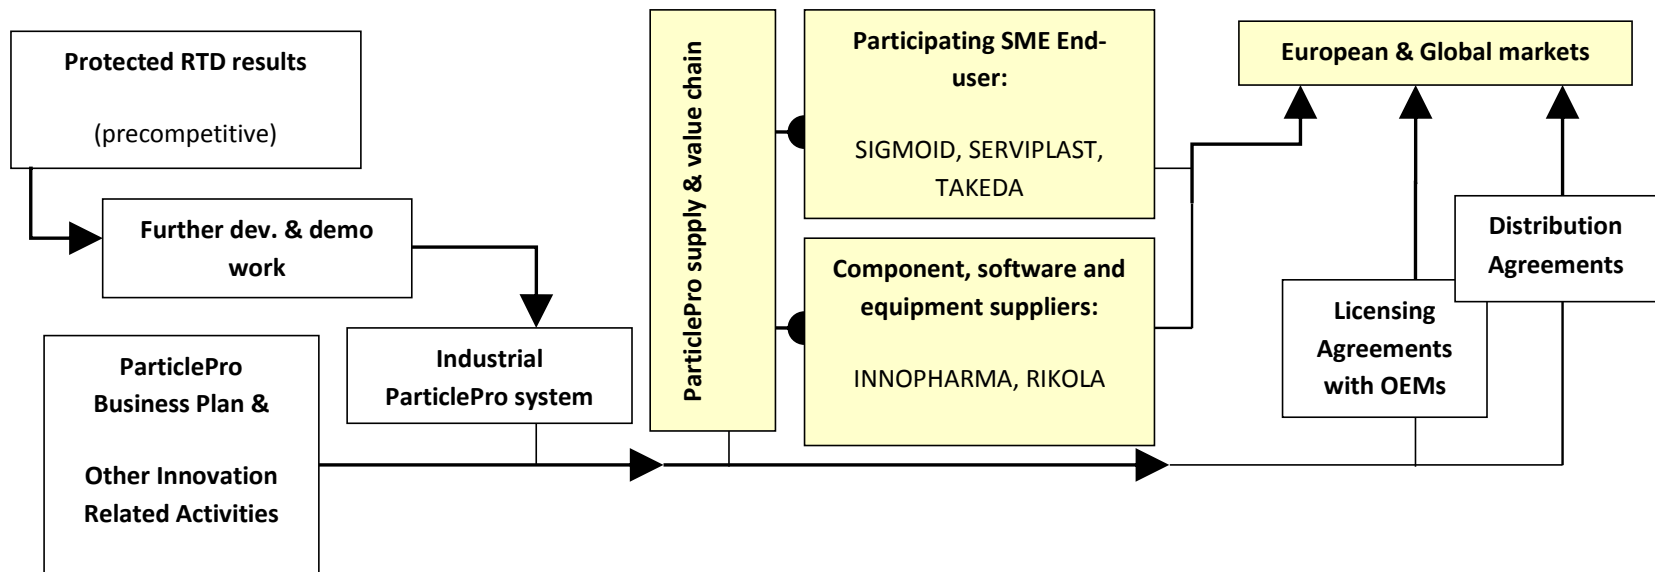 Protected RTD results
(precompetitive)
Further dev. & demo
work
ParticlePro
Business Plan &
Other Innovation
Related Activities
Industrial
ParticlePro system
ParticlePro supply & value chain
Participating SME End-
user:
SIGMOID, SERVIPLAST,
TAKEDA
Component, software and
equipment suppliers:
INNOPHARMA, RIKOLA
European & Global markets
Licensing
Agreements
with OEMs
Distribution
Agreements